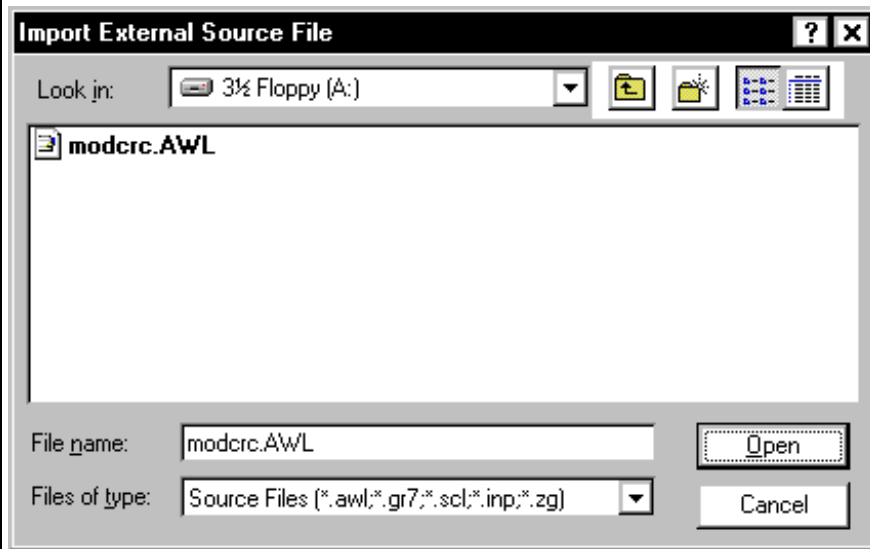 Import External Source File ? X
Look in: 3½ Floppy (A:)
modcrc.AWL
File name: modcrc.AWL Open
Files of type: Source Files (*.awl;*.gr7;*.scl;*.inp;*.zg) Cancel